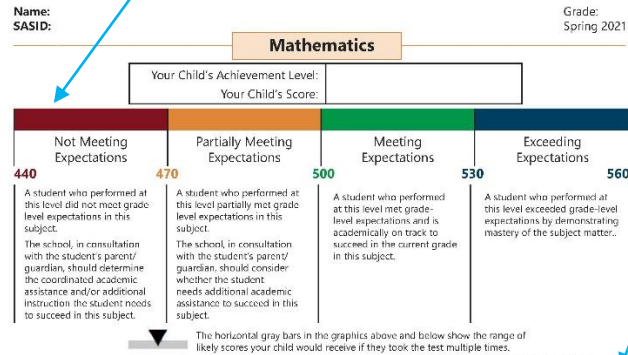 Name:
SASID:
Grade:
Spring 2021
Mathematics
Your Child's Achievement Level:
Your Child's Score:
Not Meeting
Expectations
Partially Meeting
Expectations
Meeting
Expectations
Exceeding
Expectations
440
470
500
530
560
A student who performed at
this level did not meet grade
level expectations in this
subject.
The school, in consultation
with the student's parent/
guardian, should determine
the coordinated academic
assistance and/or additional
instruction the student needs
to succeed in this subject.
A student who performed at
this level partially met grade
level expectations in this
subject.
The school, in consultation
with the student's parent/
guardian, should consider
whether the student
needs additional academic
assistance to succeed in this
subject.
A student who performed
at this level met grade-
level expectations and is
academically on track to
succeed in the current grade
in this subject.
A student who performed at
this level exceeded grade-level
expectations by demonstrating
mastery of the subject matter..
The horizontal gray bars in the graphics above and below show the range of
likely scores your child would receive if they took the test multiple times.